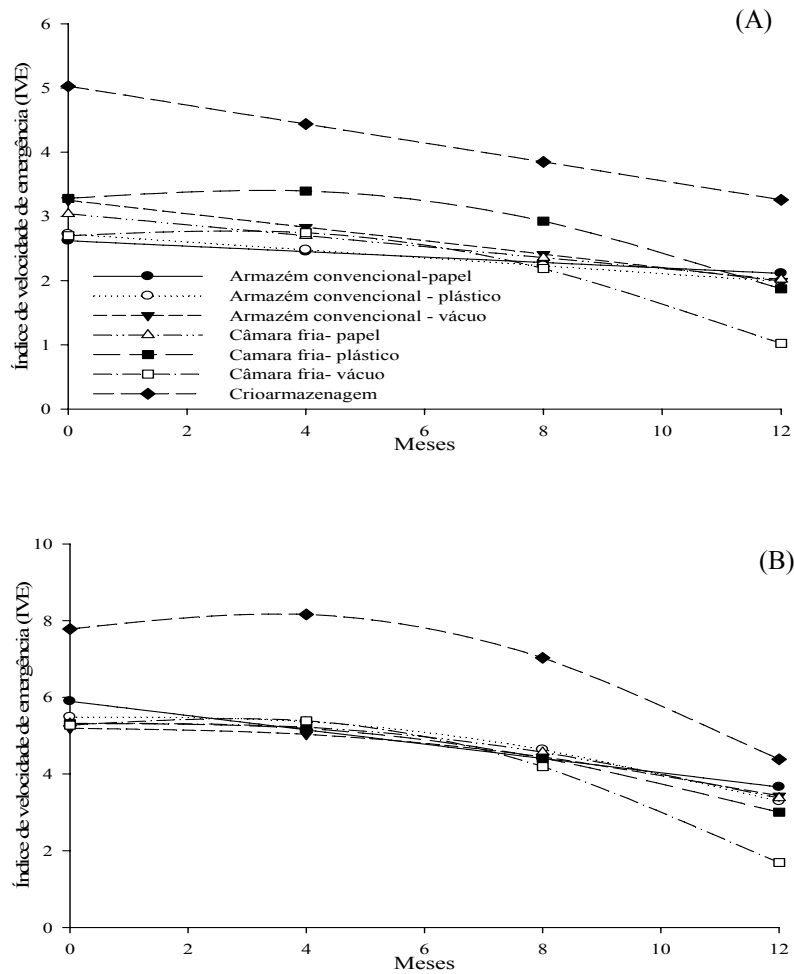 (A)
Índice de velocidade de emergência (IVE)
6
5
4
3
2
1
0
Armazém convencional-papel
Armazém convencional - plástico
Armazém convencional - vácuo
Câmara fria- papel
Camara fria- plástico
Câmara fria- vácuo
Crioarmazenagem
0 2 4 6 8 10 12
Meses
(B)
Índice de velocidade de emergência (IVE)
10
8
6
4
2
0
0 2 4 6 8 10 12
Meses